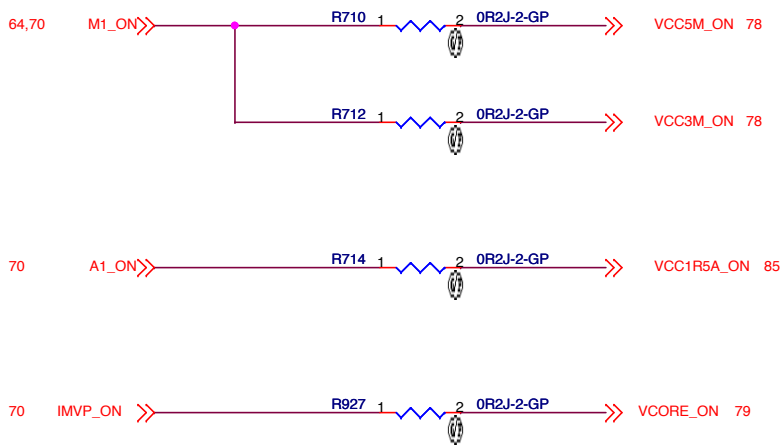 64,70 M1_ON R710 1 2 0R2J-2-GP VCC5M_ON 78
R712 1 2 0R2J-2-GP VCC3M_ON 78
70 A1_ON R714 1 2 0R2J-2-GP VCC1R5A_ON 85
70 IMVP_ON R927 1 2 0R2J-2-GP VCORE_ON 79